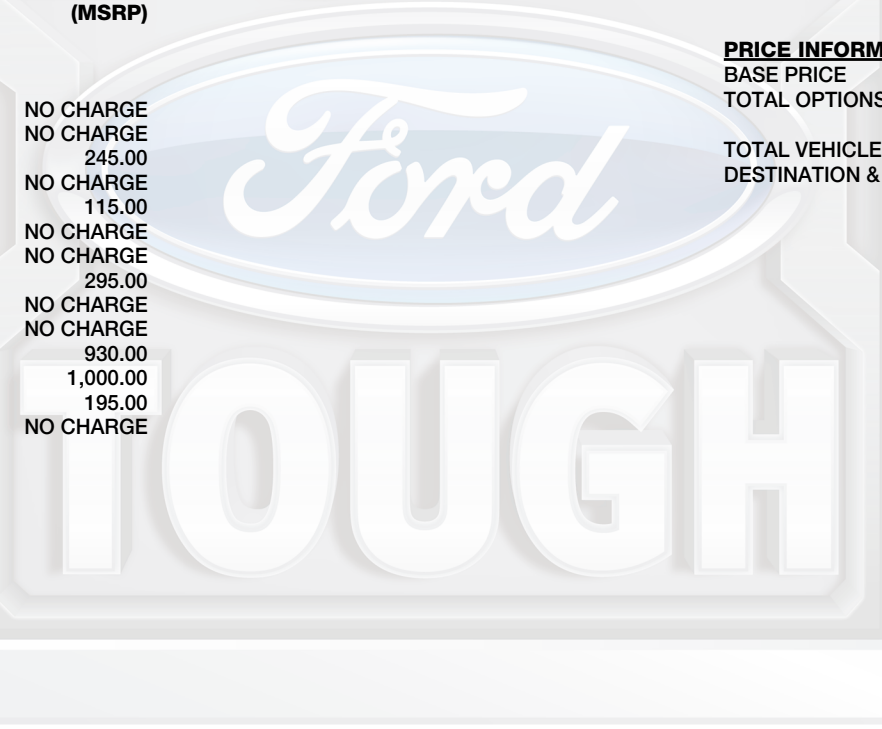 (MSRP)
NO CHARGE
NO CHARGE
245.00
NO CHARGE
115.00
NO CHARGE
NO CHARGE
295.00
NO CHARGE
NO CHARGE
930.00
1,000.00
195.00
NO CHARGE
PRICE INFORM
BASE PRICE
TOTAL OPTIONS
TOTAL VEHICLE
DESTINATION &
Ford
TOUGH